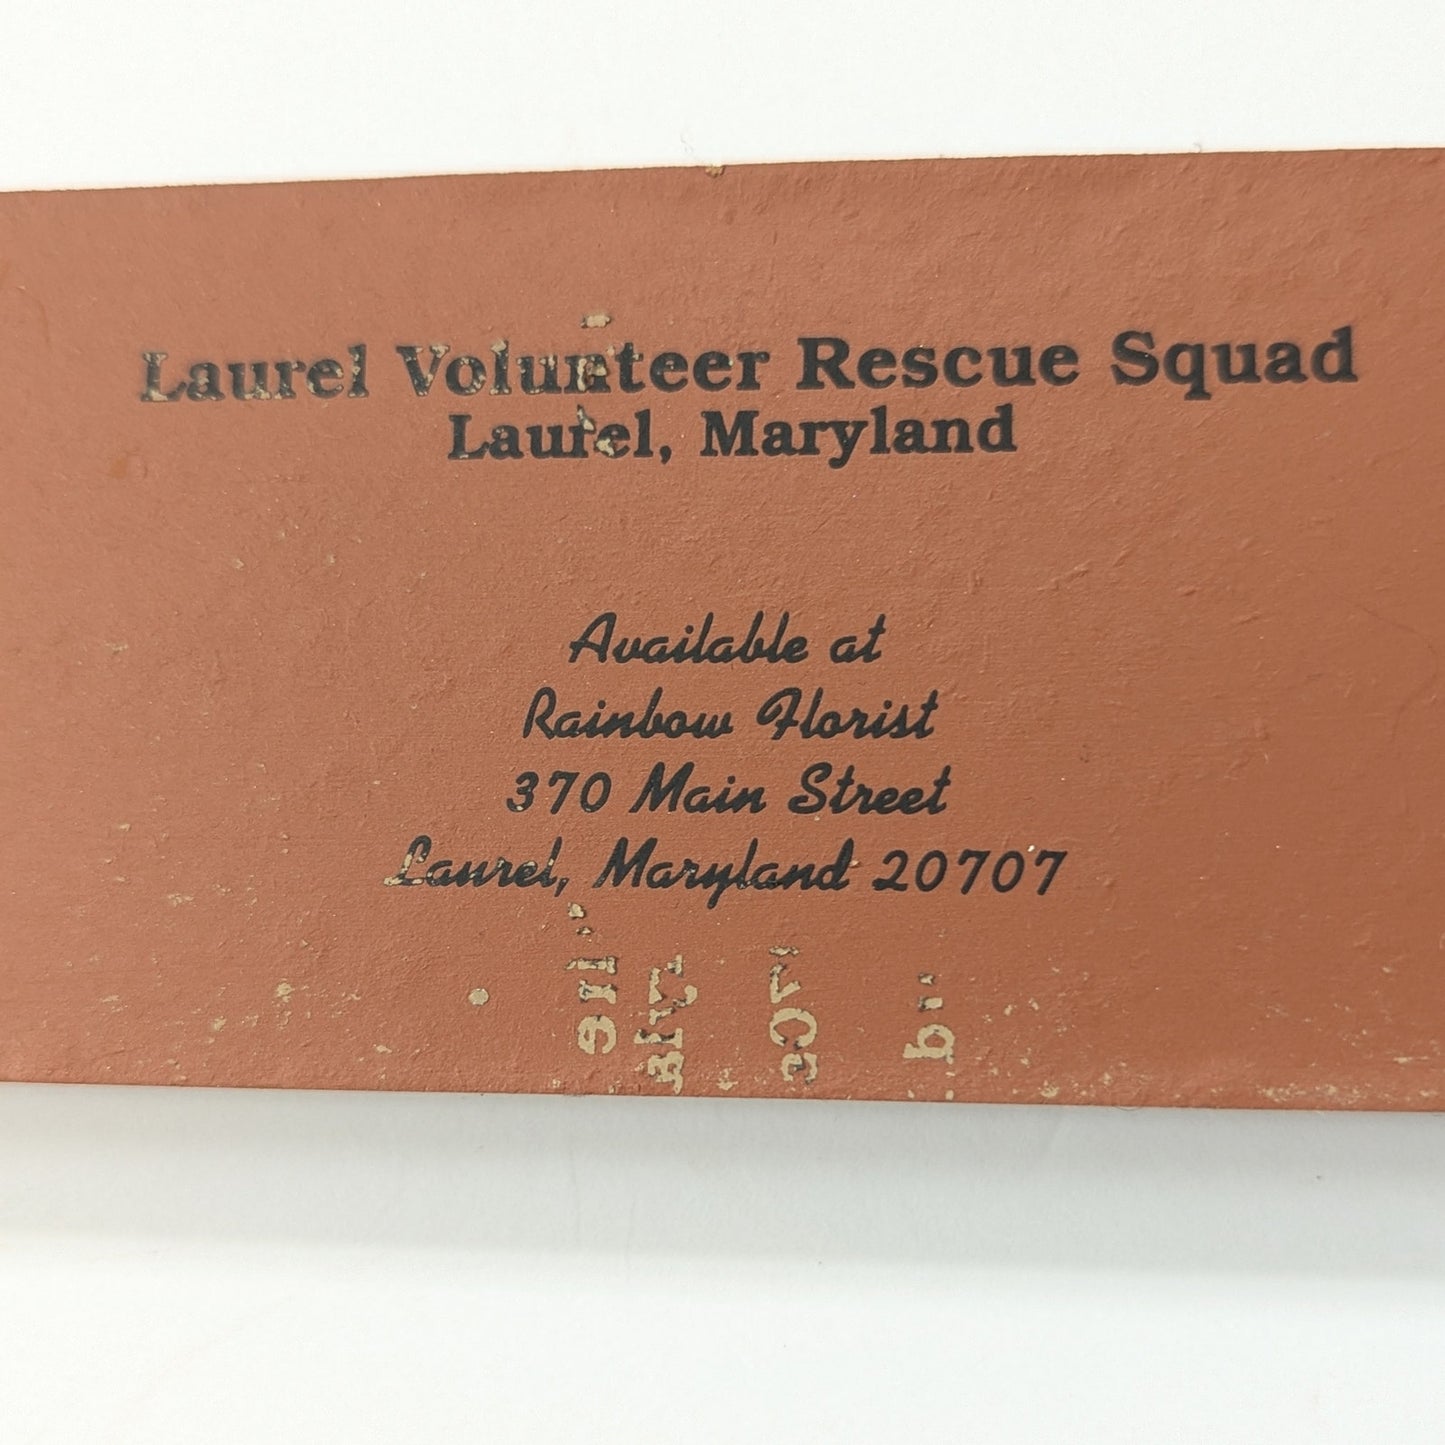 Laurel Volunteer Rescue Squad
Laurel, Maryland
Available at
Rainbow Florist
370 Main Street
Laurel, Maryland 20707